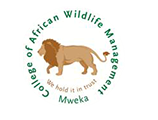 College of African Wildlife Management
We hold it in trust
Mweka